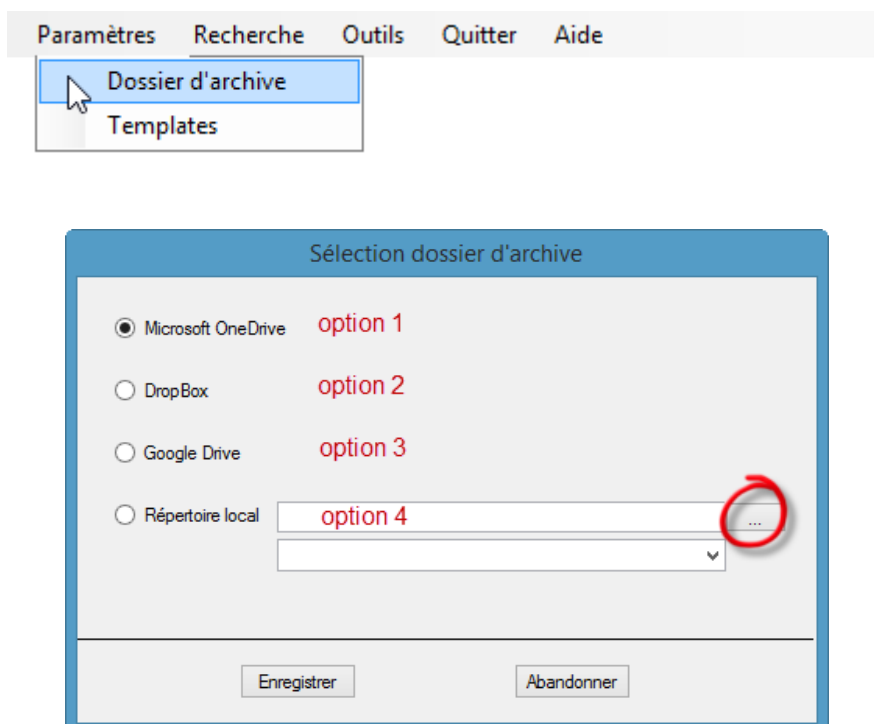 Paramètres Recherche Outils Quitter Aide
Dossier d'archive
Templates
Sélection dossier d'archive
Microsoft OneDrive option 1
DropBox option 2
Google Drive option 3
Répertoire local option 4 ...
Enregistrer Abandonner